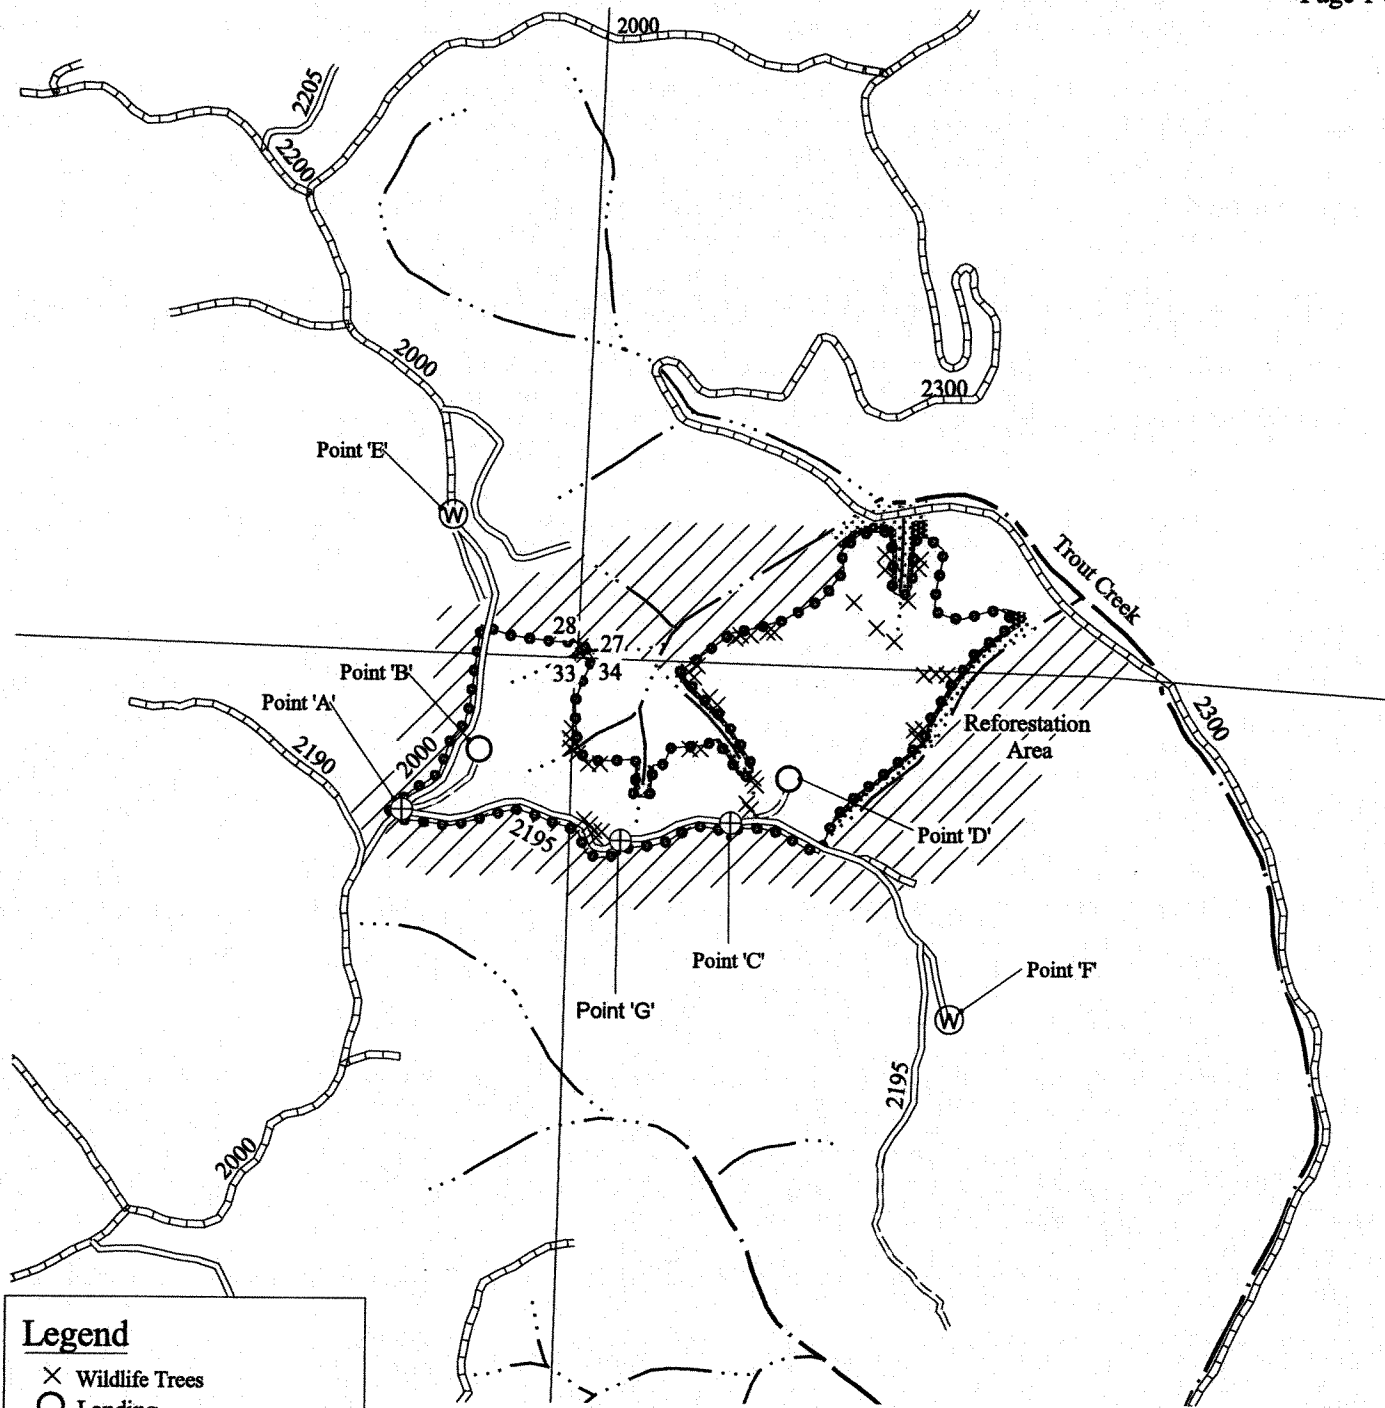 Page 1
2000
2205
2200
2000
2300
Point 'E'
Trout Creek
28
27
33
34
Point 'B'
Point 'A'
2190
2000
2300
Reforestation
Area
2195
Point 'D'
Point 'C'
Point 'F'
Point 'G'
2195
2000
W
W
Legend
Wildlife Trees
Landing